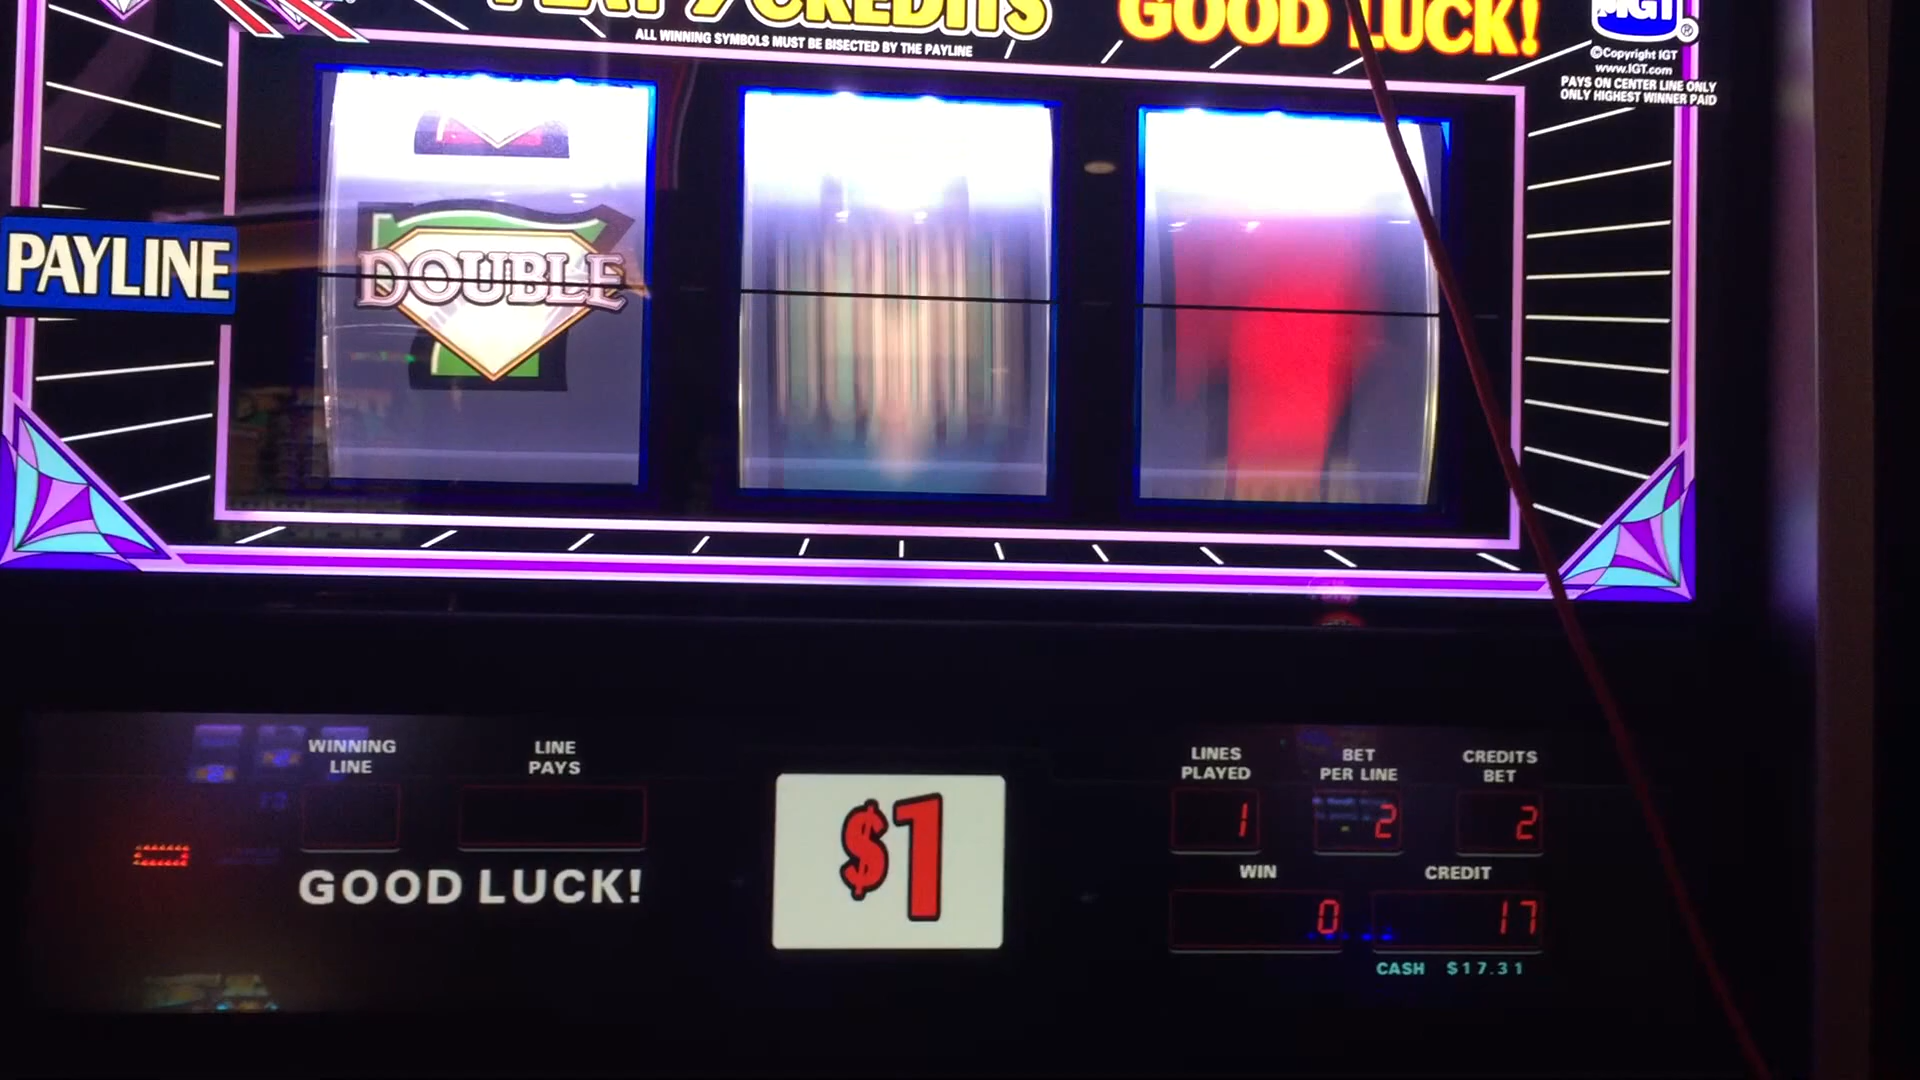 CREDITS
GOOD LUCK!
ALL WINNING SYMBOLS MUST BE BISECTED BY THE PAYLINE
IGT®
©Copyright IGT
www.IGT.com
PAYS ON CENTER LINE ONLY
ONLY HIGHEST WINNER PAID
PAYLINE
DOUBLE
WINNING
LINE
LINE
PAYS
GOOD LUCK!
$1
LINES
PLAYED
1
BET
PER LINE
2
CREDITS
BET
2
WIN
0
CREDIT
17
CASH $17.31